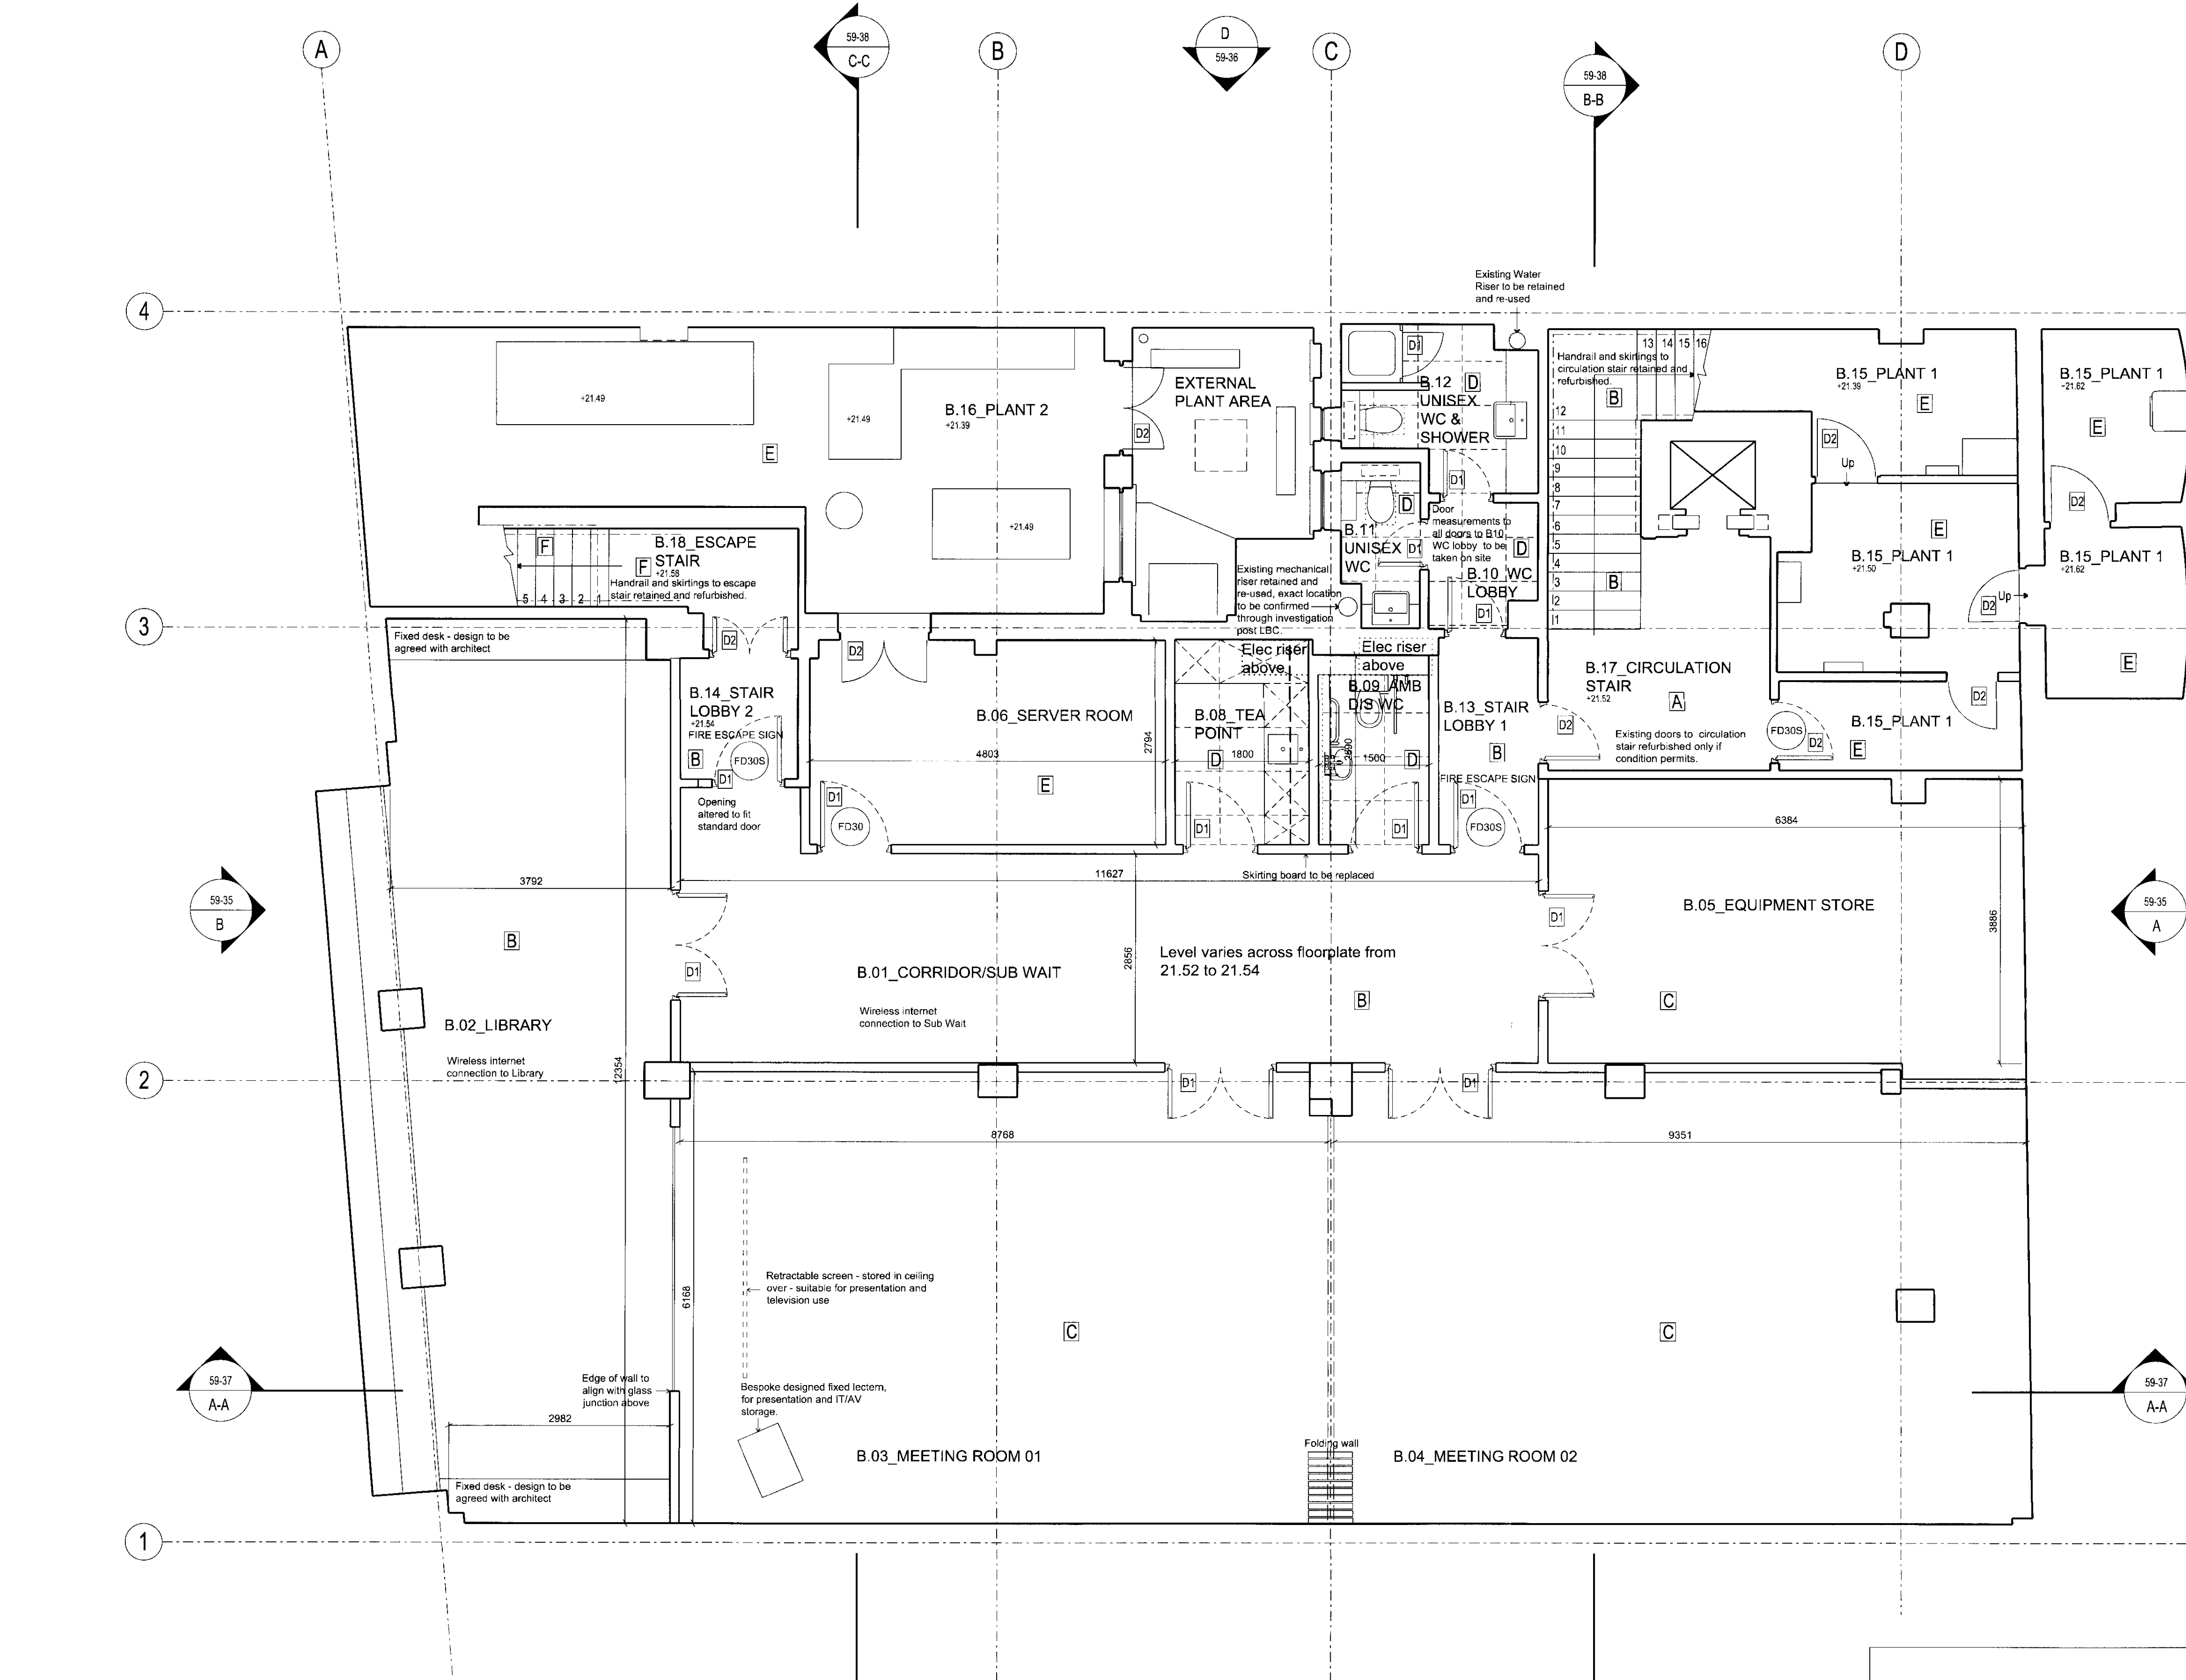 A
59-38
C-C
B
D
59-36
C
59-38
B-B
D
Existing Water
Riser to be retained
and re-used
4
13 14 15 16
Handrail and skirtings to
circulation stair retained and
refurbished.
B
12
11
10
9
8
7
6
5
4
3
2
1
B
+21.49
+21.49
B.16_PLANT 2
+21.39
E
+21.49
EXTERNAL
PLANT AREA
D2
D1
B.12
D
UNISEX
WC &
SHOWER
D1
B.15_PLANT 1
+21.39
E
D2
Up
B.15_PLANT 1
+21.62
E
D2
F
F
B.18_ESCAPE
STAIR
+21.58
Handrail and skirtings to escape
stair retained and refurbished.
5 4 3 2 1
D
B.11
UNISEX
WC
D1
Door
measurements to
all doors to B10
WC lobby to be
taken on site
D
B.10_WC
LOBBY
D1
Existing mechanical
riser retained and
re-used, exact location
to be confirmed
through investigation
post LBC.
E
B.15_PLANT 1
+21.50
D2
Up
B.15_PLANT 1
+21.62
E
3
Fixed desk - design to be
agreed with architect
D2
D2
Elec riser
above
Elec riser
above
B.14_STAIR
LOBBY 2
+21.54
FIRE ESCAPE SIGN
B
FD30S
D1
Opening
altered to fit
standard door
B.06_SERVER ROOM
4803
2794
E
D1
FD30
B.08_TEA
POINT
1800
D
D1
B.09_AMB
DIS WC
2890
1500
D
D1
B.13_STAIR
LOBBY 1
B
FIRE ESCAPE SIGN
D1
FD30S
D2
B.17_CIRCULATION
STAIR
+21.52
A
Existing doors to circulation
stair refurbished only if
condition permits.
FD30S
D2
B.15_PLANT 1
E
D2
Skirting board to be replaced
59-35
B
3792
11627
6384
3886
B
D1
B.01_CORRIDOR/SUB WAIT
Wireless internet
connection to Sub Wait
2856
Level varies across floorplate from
21.52 to 21.54
B
D1
B.05_EQUIPMENT STORE
C
59-35
A
B.02_LIBRARY
Wireless internet
connection to Library
12354
2
D1
D1
8768
9351
6168
Retractable screen - stored in ceiling
over - suitable for presentation and
television use
C
C
59-37
A-A
Edge of wall to
align with glass
junction above
Bespoke designed fixed lectern,
for presentation and IT/AV
storage.
59-37
A-A
2982
Folding wall
B.03_MEETING ROOM 01
B.04_MEETING ROOM 02
Fixed desk - design to be
agreed with architect
1